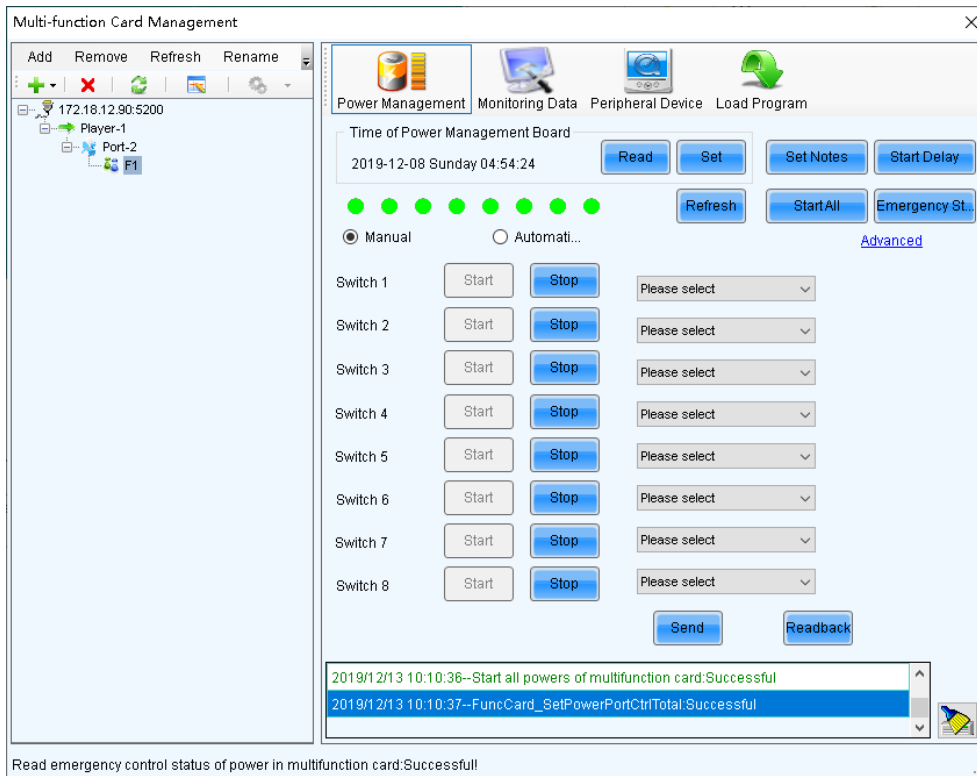 Multi-function Card Management
Add Remove Refresh Rename
172.18.12.90:5200
Player-1
Port-2
F1
Power Management Monitoring Data Peripheral Device Load Program
Time of Power Management Board
2019-12-08 Sunday 04:54:24 Read Set Set Notes Start Delay
Refresh Start All Emergency St...
Manual Automati... Advanced
Switch 1 Start Stop Please select
Switch 2 Start Stop Please select
Switch 3 Start Stop Please select
Switch 4 Start Stop Please select
Switch 5 Start Stop Please select
Switch 6 Start Stop Please select
Switch 7 Start Stop Please select
Switch 8 Start Stop Please select
Send Readback
2019/12/13 10:10:36--Start all powers of multifunction card:Successful
2019/12/13 10:10:37--FuncCard_SetPowerPortCtrlTotal:Successful
Read emergency control status of power in multifunction card:Successful!